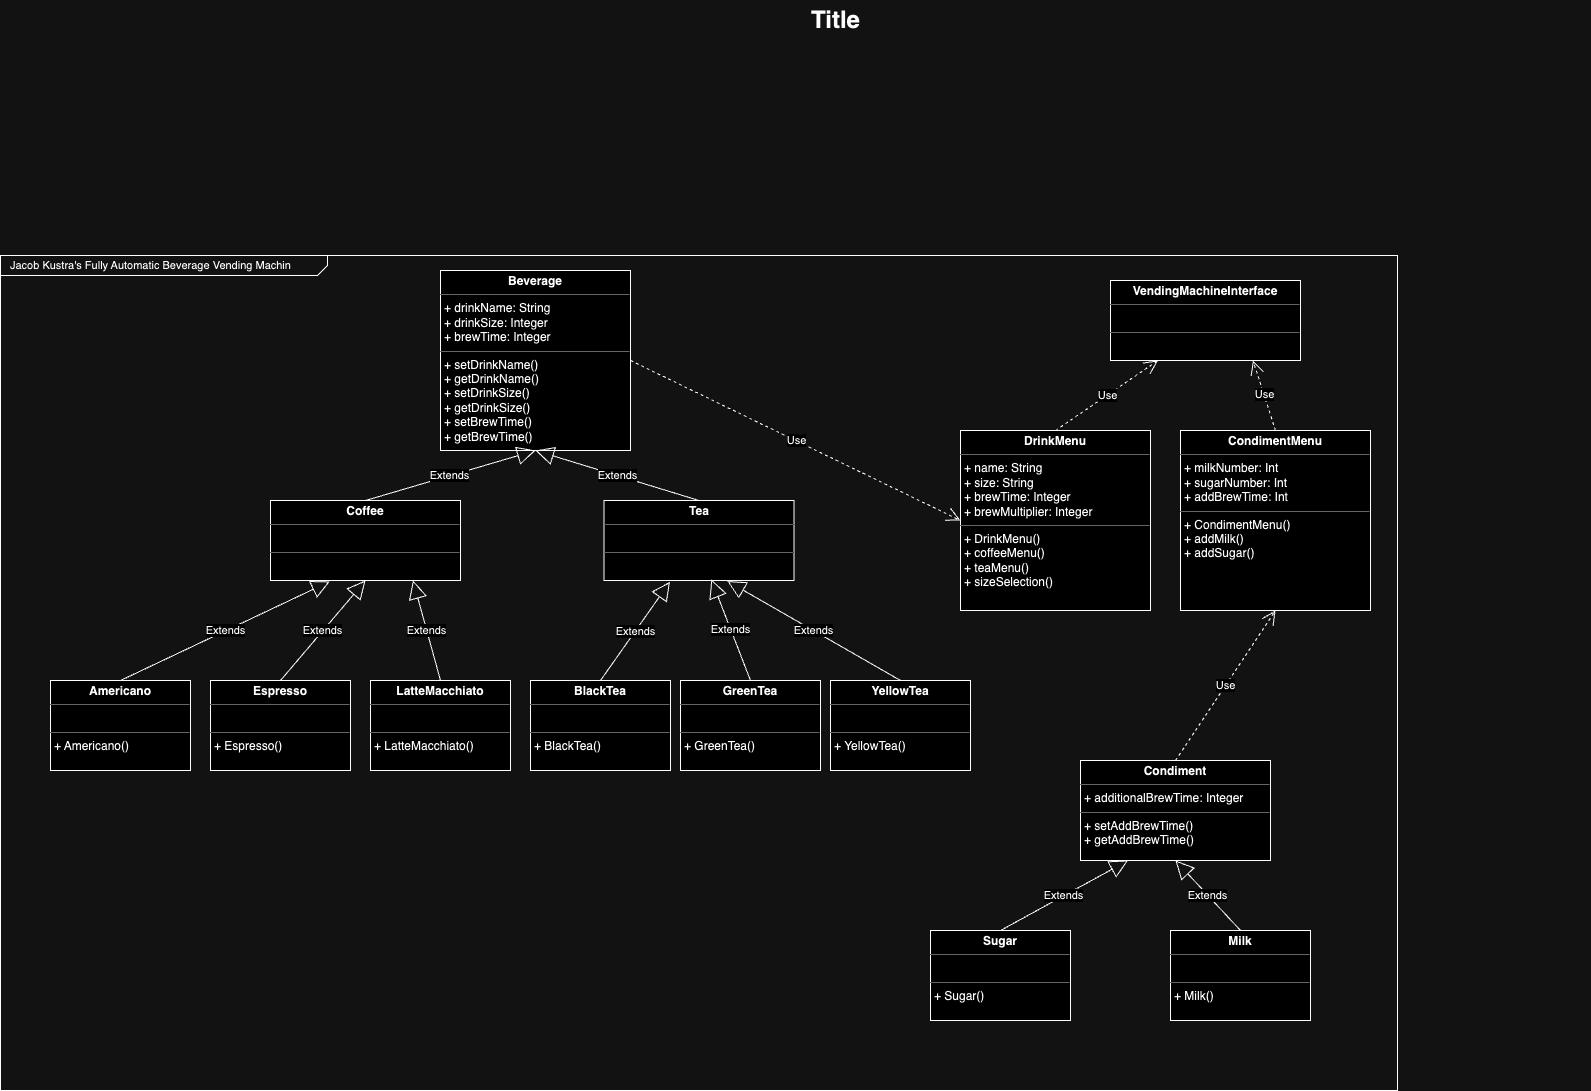 Title
Jacob Kustra's Fully Automatic Beverage Vending Machin
Beverage
+ drinkName: String
+ drinkSize: Integer
+ brewTime: Integer
+ setDrinkName()
+ getDrinkName()
+ setDrinkSize()
+ getDrinkSize()
+ setBrewTime()
+ getBrewTime()
VendingMachineInterface
Use
Use
Use
DrinkMenu
+ name: String
+ size: String
+ brewTime: Integer
+ brewMultiplier: Integer
+ DrinkMenu()
+ coffeeMenu()
+ teaMenu()
+ sizeSelection()
CondimentMenu
+ milkNumber: Int
+ sugarNumber: Int
+ addBrewTime: Int
+ CondimentMenu()
+ addMilk()
+ addSugar()
Extends
Extends
Coffee
Tea
Extends
Extends
Extends
Extends
Extends
Extends
Americano
+ Americano()
Espresso
+ Espresso()
LatteMacchiato
+ LatteMacchiato()
BlackTea
+ BlackTea()
GreenTea
+ GreenTea()
YellowTea
+ YellowTea()
Use
Condiment
+ additionalBrewTime: Integer
+ setAddBrewTime()
+ getAddBrewTime()
Extends
Extends
Sugar
+ Sugar()
Milk
+ Milk()